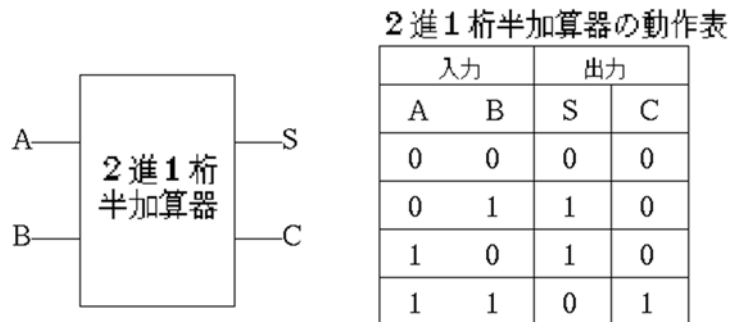 2進1桁半加算器の動作表
入力 出力
A B S C
0 0 0 0
0 1 1 0
1 0 1 0
1 1 0 1
A
B
2進1桁
半加算器
S
C